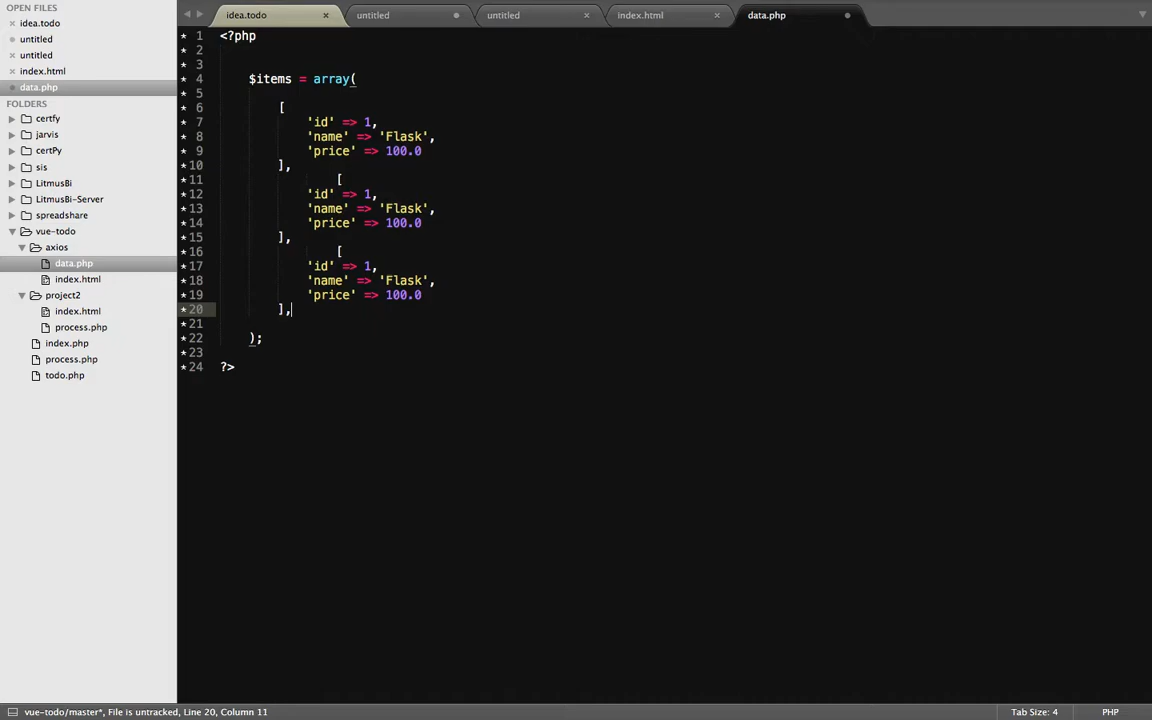 OPEN FILES
idea.todo
untitled
untitled
index.html
data.php
FOLDERS
certfy
jarvis
certPy
sis
LitmusBi
LitmusBi-Server
spreadshare
vue-todo
axios
data.php
index.html
project2
index.html
process.php
index.php
process.php
todo.php
idea.todo × untitled untitled × index.html × data.php
* 1 <?php
* 2
* 3
* 4 $items = array(
* 5
* 6 [
* 7 'id' => 1,
* 8 'name' => 'Flask',
* 9 'price' => 100.0
* 10 ],
* 11 [
* 12 'id' => 1,
* 13 'name' => 'Flask',
* 14 'price' => 100.0
* 15 ],
* 16 [
* 17 'id' => 1,
* 18 'name' => 'Flask',
* 19 'price' => 100.0
* 20 ],
* 21
* 22 );
* 23
* 24 ?>
vue-todo/master*, File is untracked, Line 20, Column 11 Tab Size: 4 PHP